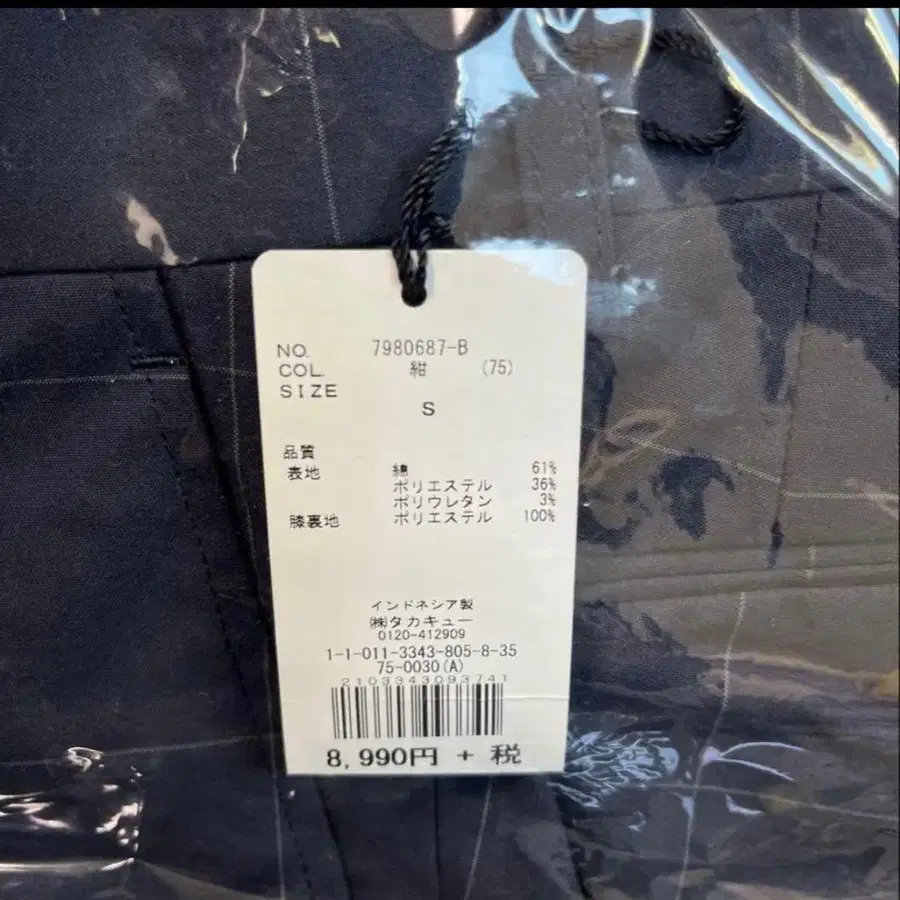 NO. 7980687-B
COL. 紺 (75)
SIZE
S
品質
表地 綿 61%
ポリエステル 36%
ポリウレタン 3%
膝裏地 ポリエステル 100%
インドネシア製
㈱タカキュー
0120-412909
1-1-011-3343-805-8-35
75-0030(A)
2103343093741
8,990円 + 税